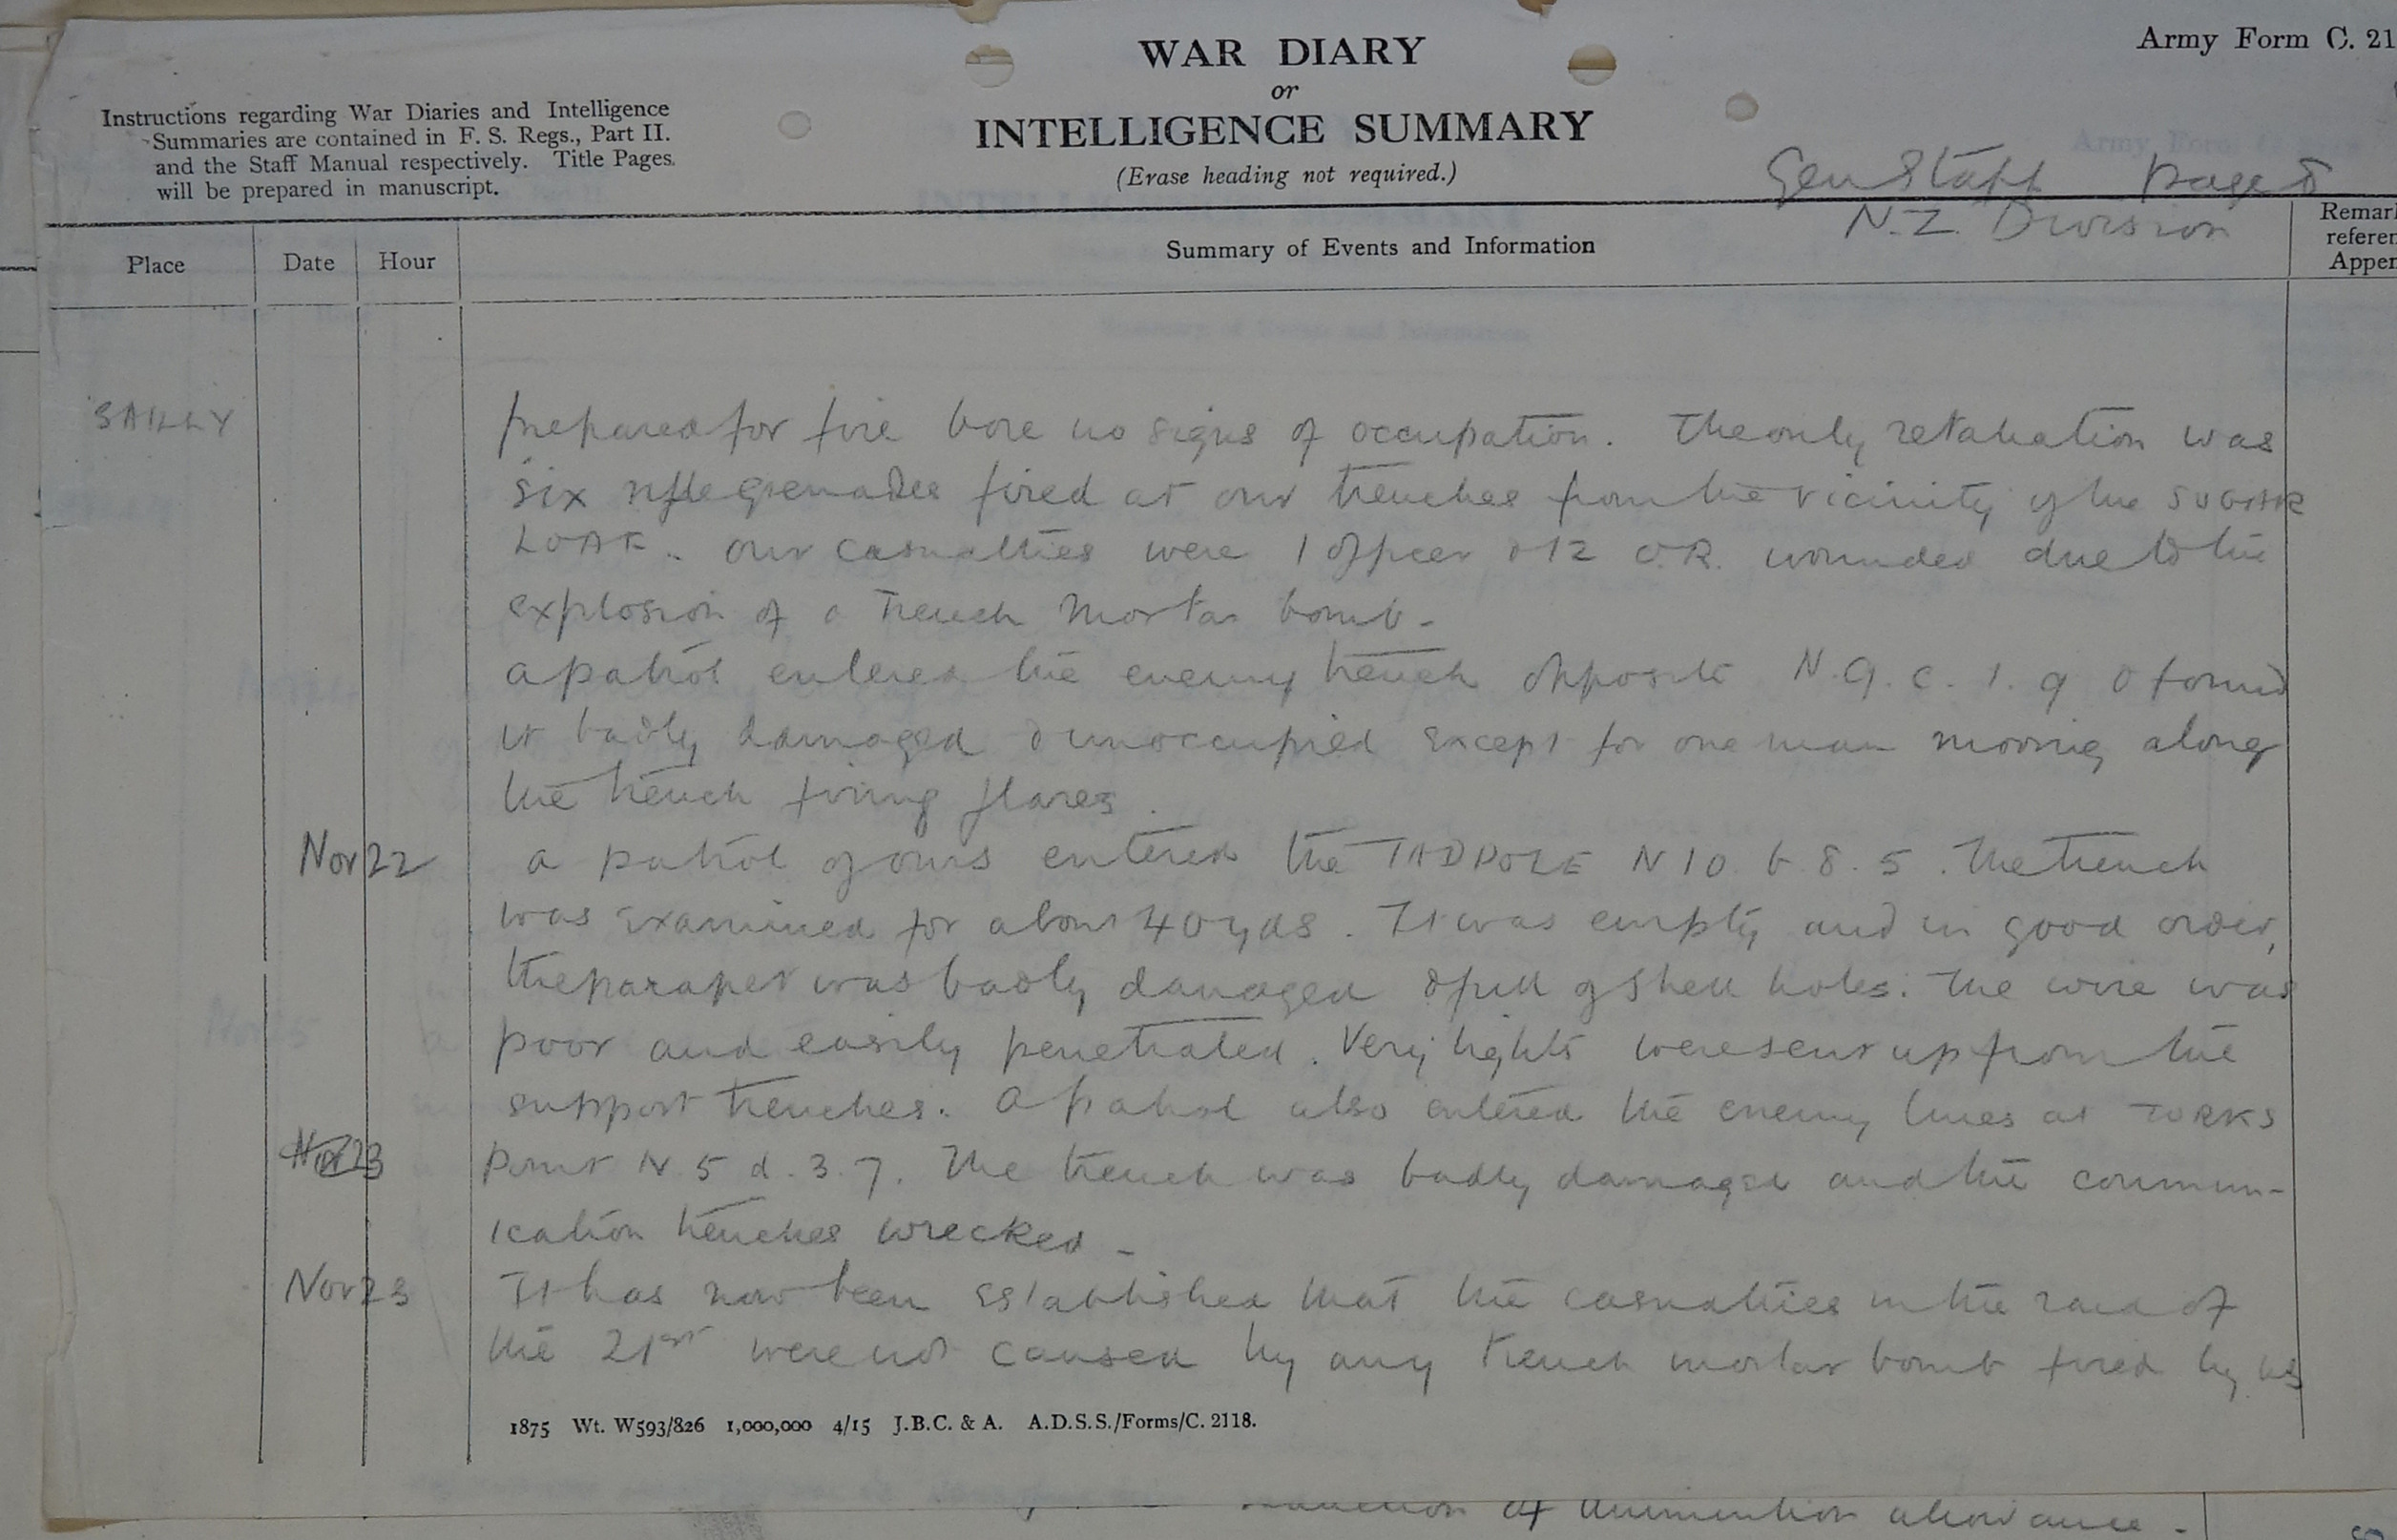 WAR DIARY
or
INTELLIGENCE SUMMARY
(Erase heading not required.)
Army Form C. 21
Instructions regarding War Diaries and Intelligence
Summaries are contained in F. S. Regs., Part II.
and the Staff Manual respectively. Title Pages
will be prepared in manuscript.
Gen Staff page 8
N.Z. Division
Place
Date
Hour
Summary of Events and Information
Remar
referen
Appen
SAILLY
prepared for fire bore no signs of occupation. The only retaliation was
six rifle grenades fired at our trenches from the vicinity of the SUGAR
LOAF. Our casualties were 1 Officer & 12 O.R. wounded due to the
explosion of a Trench Mortar bomb.
A patrol entered the enemy trench opposite N.9.c.1.9 & found
it badly damaged & unoccupied except for one man moving along
the trench firing flares.
Nov 22
A patrol of ours entered the TADPOLE N 10 b 8.5. The trench
was examined for about 40 yds. It was empty and in good order,
the parapet was badly damaged & full of shell holes. The wire was
poor and easily penetrated. Very lights were sent up from the
support trenches. A patrol also entered the enemy lines at TURKS
Nov 23
point N.5 d.3.7. The trench was badly damaged and the commun-
ication trenches wrecked.
Nov 23
It has now been established that the casualties in the raid of
the 21st were not caused by any trench mortar bomb fired by us
1875 Wt. W593/826 1,000,000 4/15 J.B.C. & A. A.D.S.S./Forms/C. 2118.
of ammunition allowance.